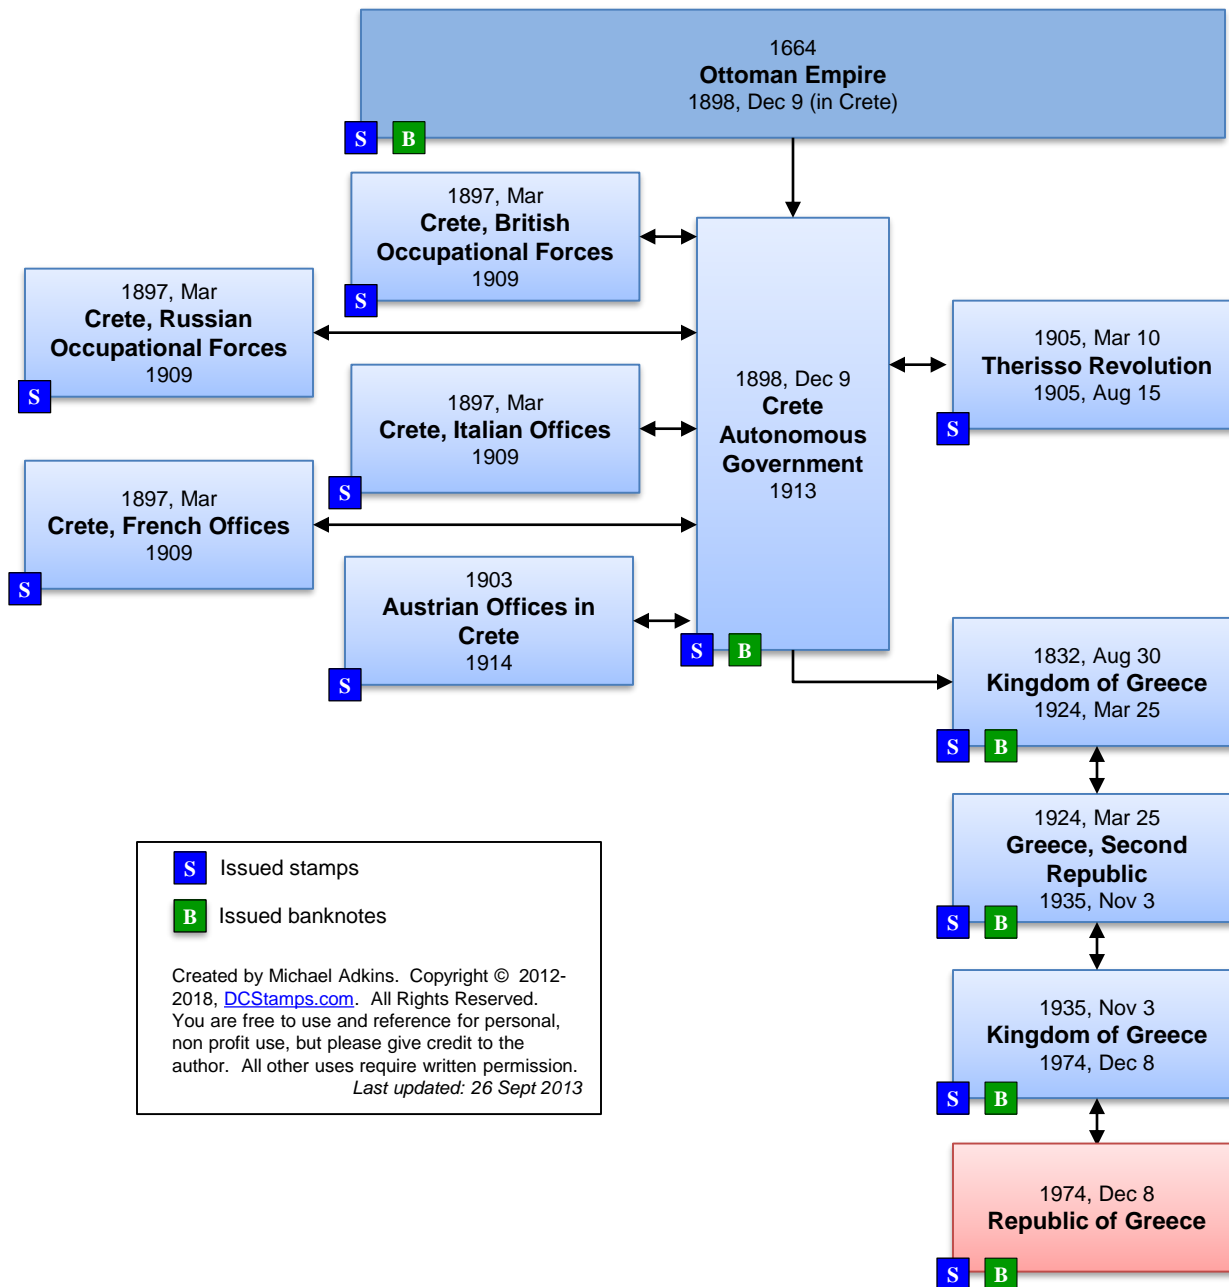 1664
Ottoman Empire
1898, Dec 9 (in Crete)
S
B
1897, Mar
Crete, British
Occupational Forces
1909
S
1897, Mar
Crete, Russian
Occupational Forces
1909
S
1905, Mar 10
Therisso Revolution
1905, Aug 15
S
1898, Dec 9
Crete
Autonomous
Government
1913
S
B
1897, Mar
Crete, Italian Offices
1909
S
1897, Mar
Crete, French Offices
1909
S
1903
Austrian Offices in
Crete
1914
S
1832, Aug 30
Kingdom of Greece
1924, Mar 25
S
B
1924, Mar 25
Greece, Second
Republic
1935, Nov 3
S
B
1935, Nov 3
Kingdom of Greece
1974, Dec 8
S
B
1974, Dec 8
Republic of Greece
S
B
S Issued stamps
B Issued banknotes
Created by Michael Adkins. Copyright © 2012-
2018, DCStamps.com. All Rights Reserved.
You are free to use and reference for personal,
non profit use, but please give credit to the
author. All other uses require written permission.
Last updated: 26 Sept 2013